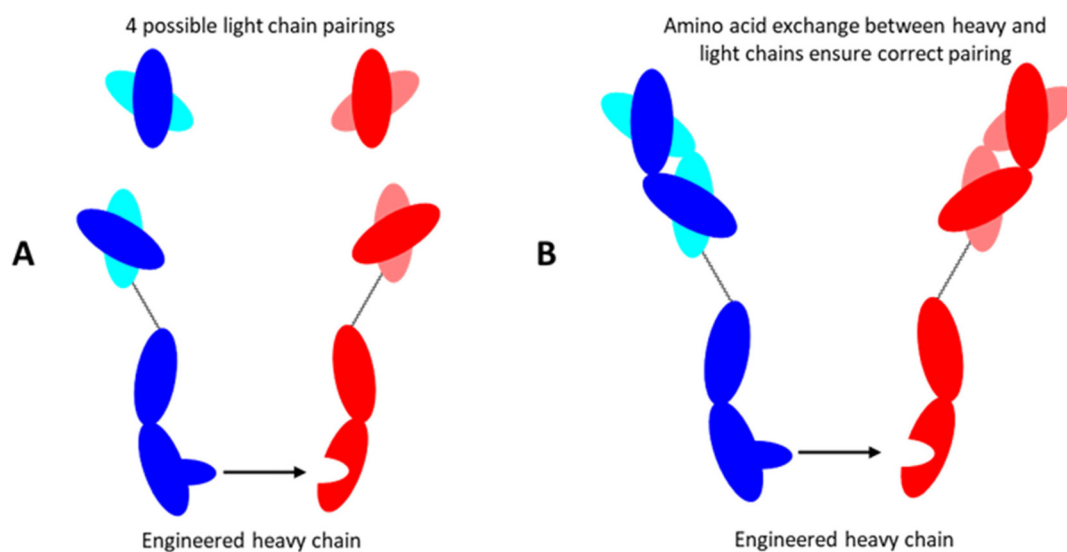 4 possible light chain pairings
A
Engineered heavy chain
Amino acid exchange between heavy and
light chains ensure correct pairing
B
Engineered heavy chain